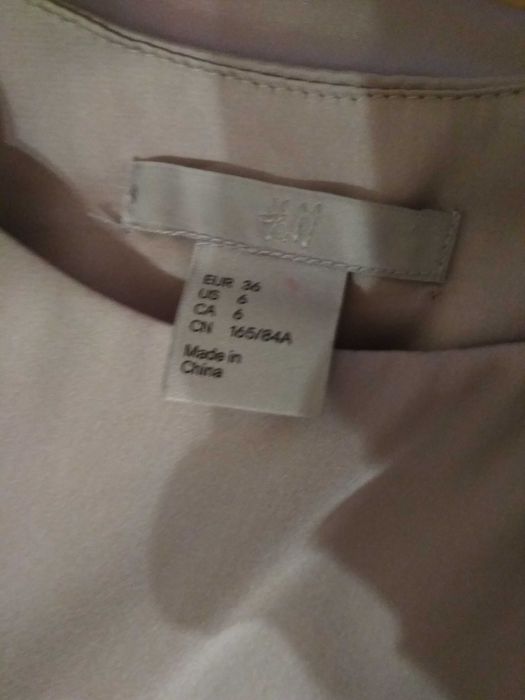 H&M
EUR 36
US 6
CA 6
CN 165/84A
Made in
China